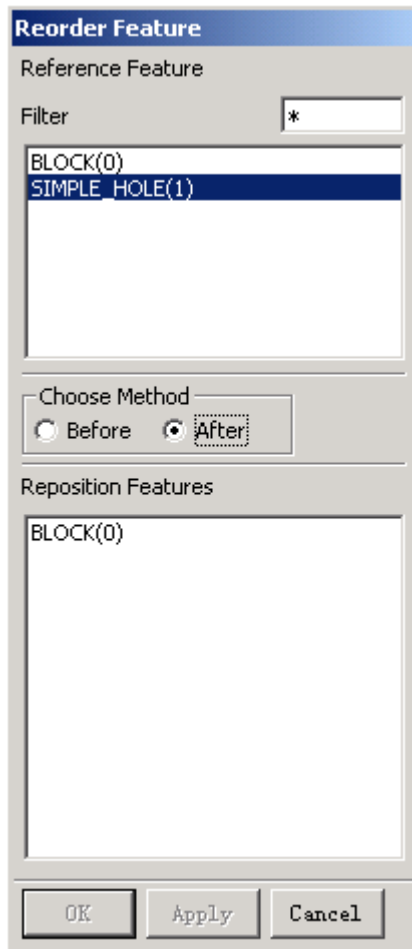 Reorder Feature
Reference Feature
Filter *
BLOCK(0)
SIMPLE_HOLE(1)
Choose Method
Before After
Reposition Features
BLOCK(0)
OK Apply Cancel